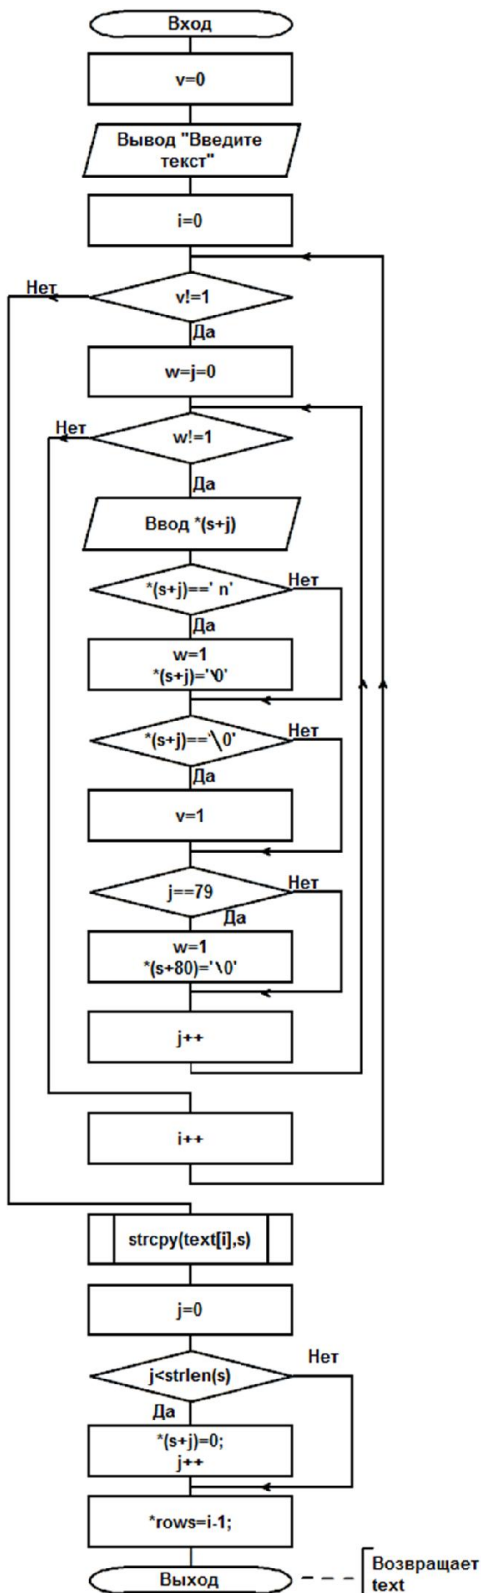 Вход
v=0
Вывод "Введите
текст"
i=0
Нет
v!=1
Да
w=j=0
Нет
w!=1
Да
Ввод *(s+j)
*(s+j)==' n'
Нет
Да
w=1
*(s+j)='\0'
*(s+j)=='\0'
Нет
Да
v=1
j==79
Нет
Да
w=1
*(s+80)='\0'
j++
i++
strcpy(text[i],s)
j=0
j<strlen(s)
Нет
Да
*(s+j)=0;
j++
*rows=i-1;
Выход
Возвращает
text